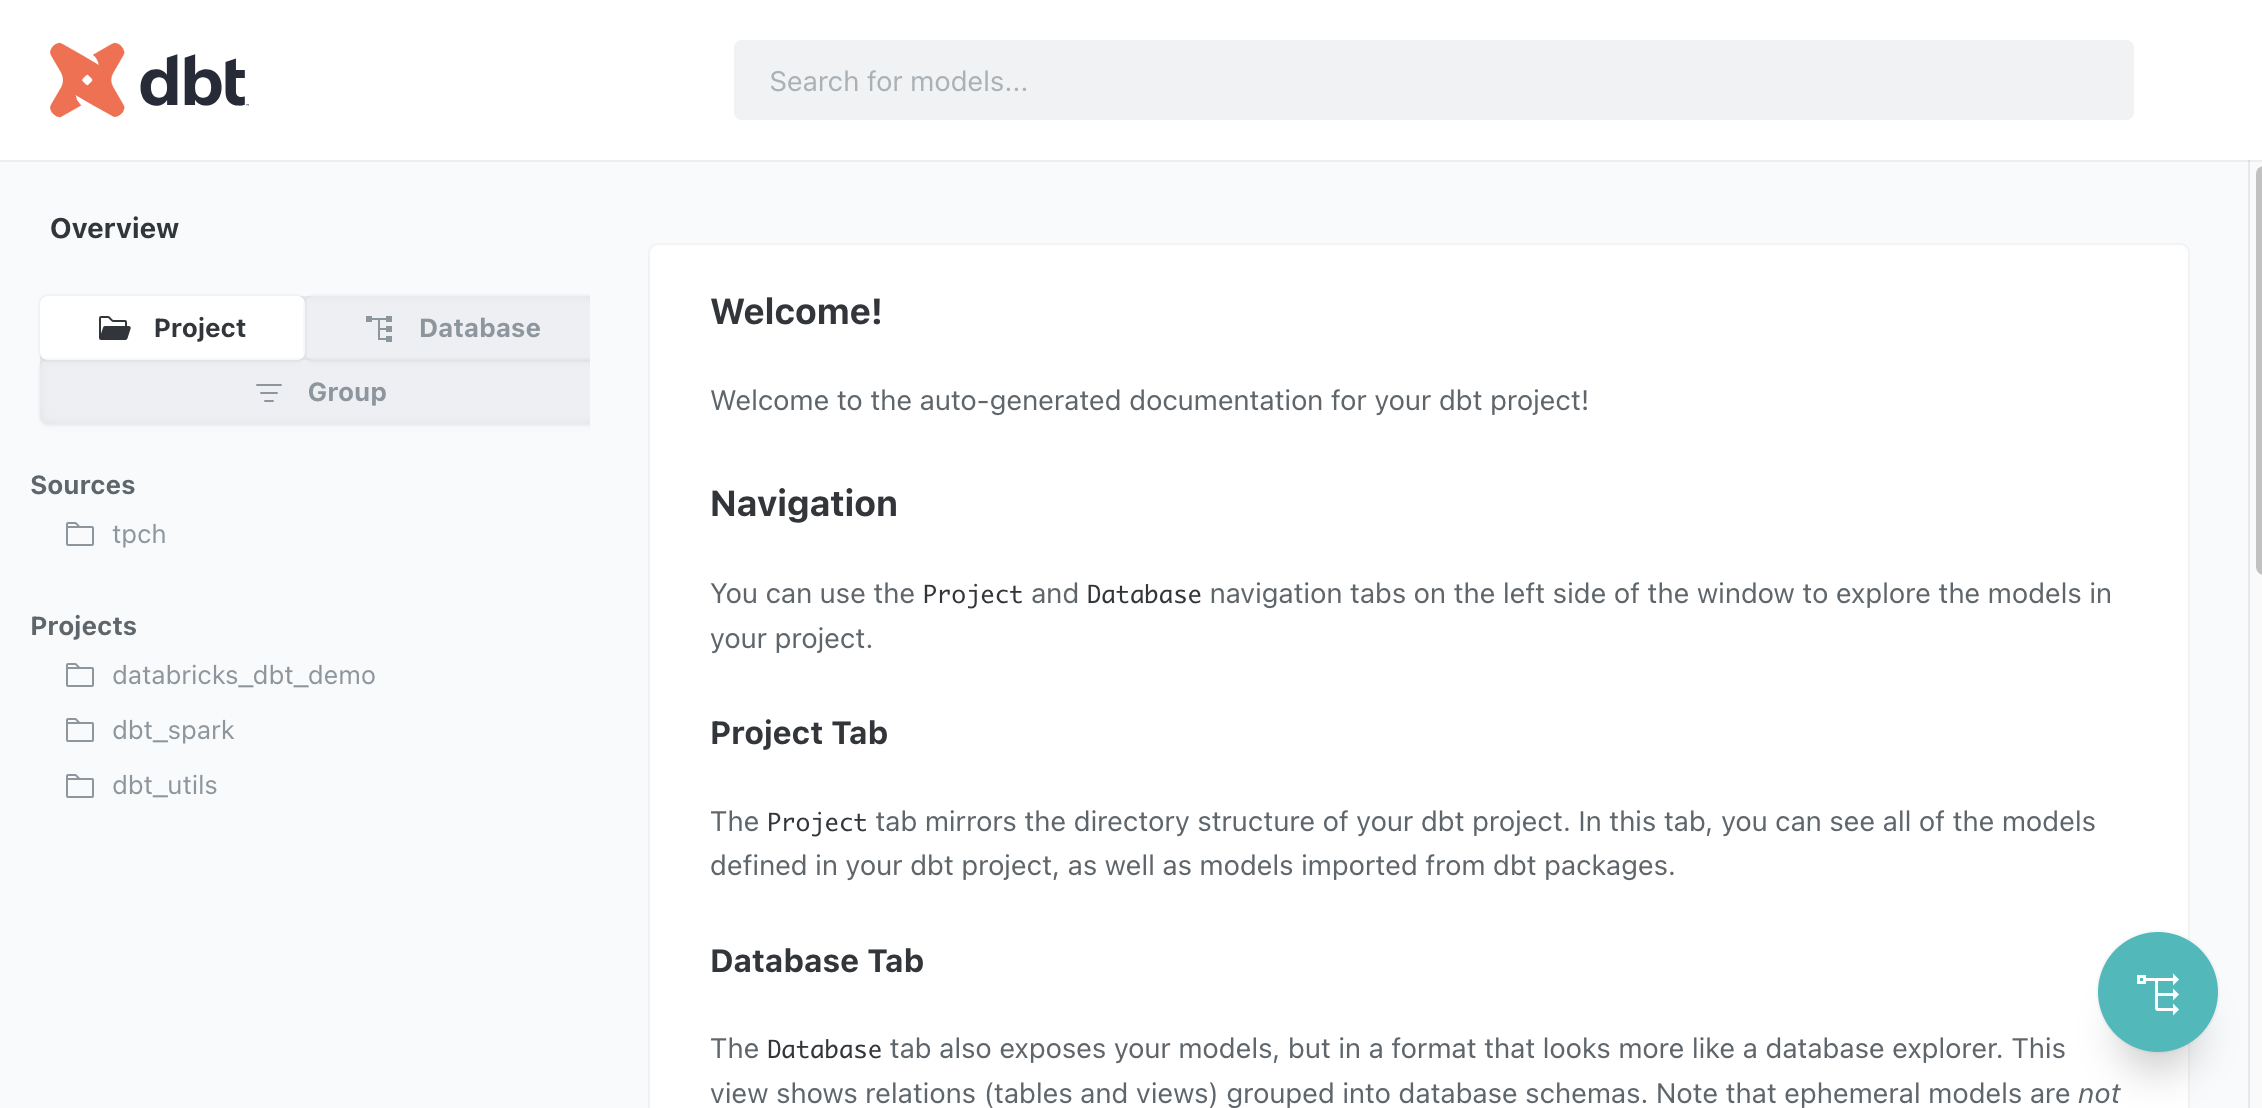 dbt
Search for models...
Overview
Project
Database
Group
Sources
tpch
Projects
databricks_dbt_demo
dbt_spark
dbt_utils
Welcome!
Welcome to the auto-generated documentation for your dbt project!
Navigation
You can use the Project and Database navigation tabs on the left side of the window to explore the models in
your project.
Project Tab
The Project tab mirrors the directory structure of your dbt project. In this tab, you can see all of the models
defined in your dbt project, as well as models imported from dbt packages.
Database Tab
The Database tab also exposes your models, but in a format that looks more like a database explorer. This
view shows relations (tables and views) grouped into database schemas. Note that ephemeral models are not